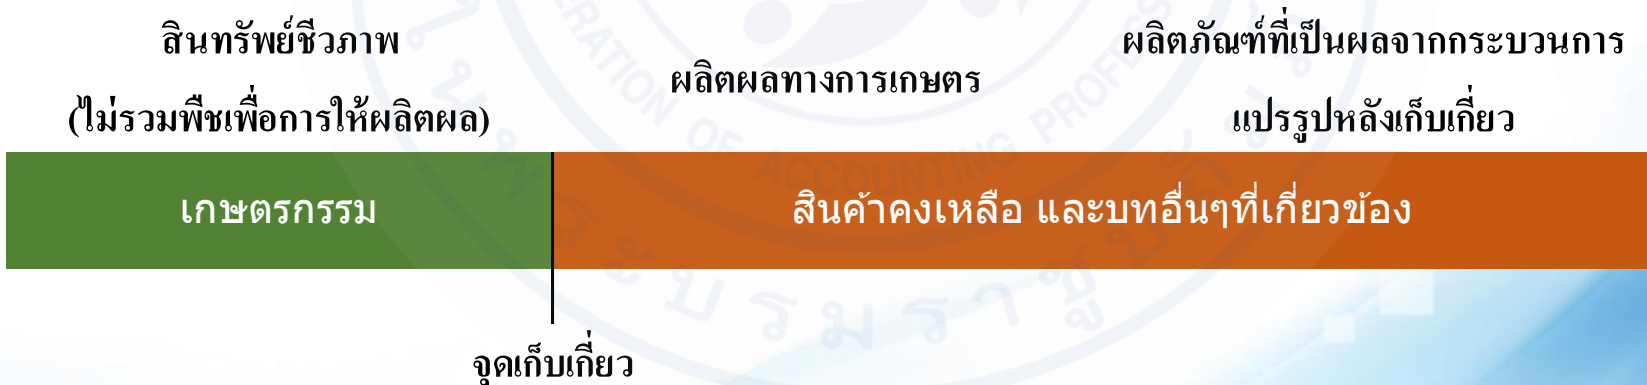 สินทรัพย์ชีวภาพ
(ไม่รวมพืชเพื่อการให้ผลิตผล)
ผลิตผลทางการเกษตร
ผลิตภัณฑ์ที่เป็นผลจากกระบวนการ
แปรรูปหลังเก็บเกี่ยว
เกษตรกรรม
สินค้าคงเหลือ และบทอื่นๆที่เกี่ยวข้อง
จุดเก็บเกี่ยว